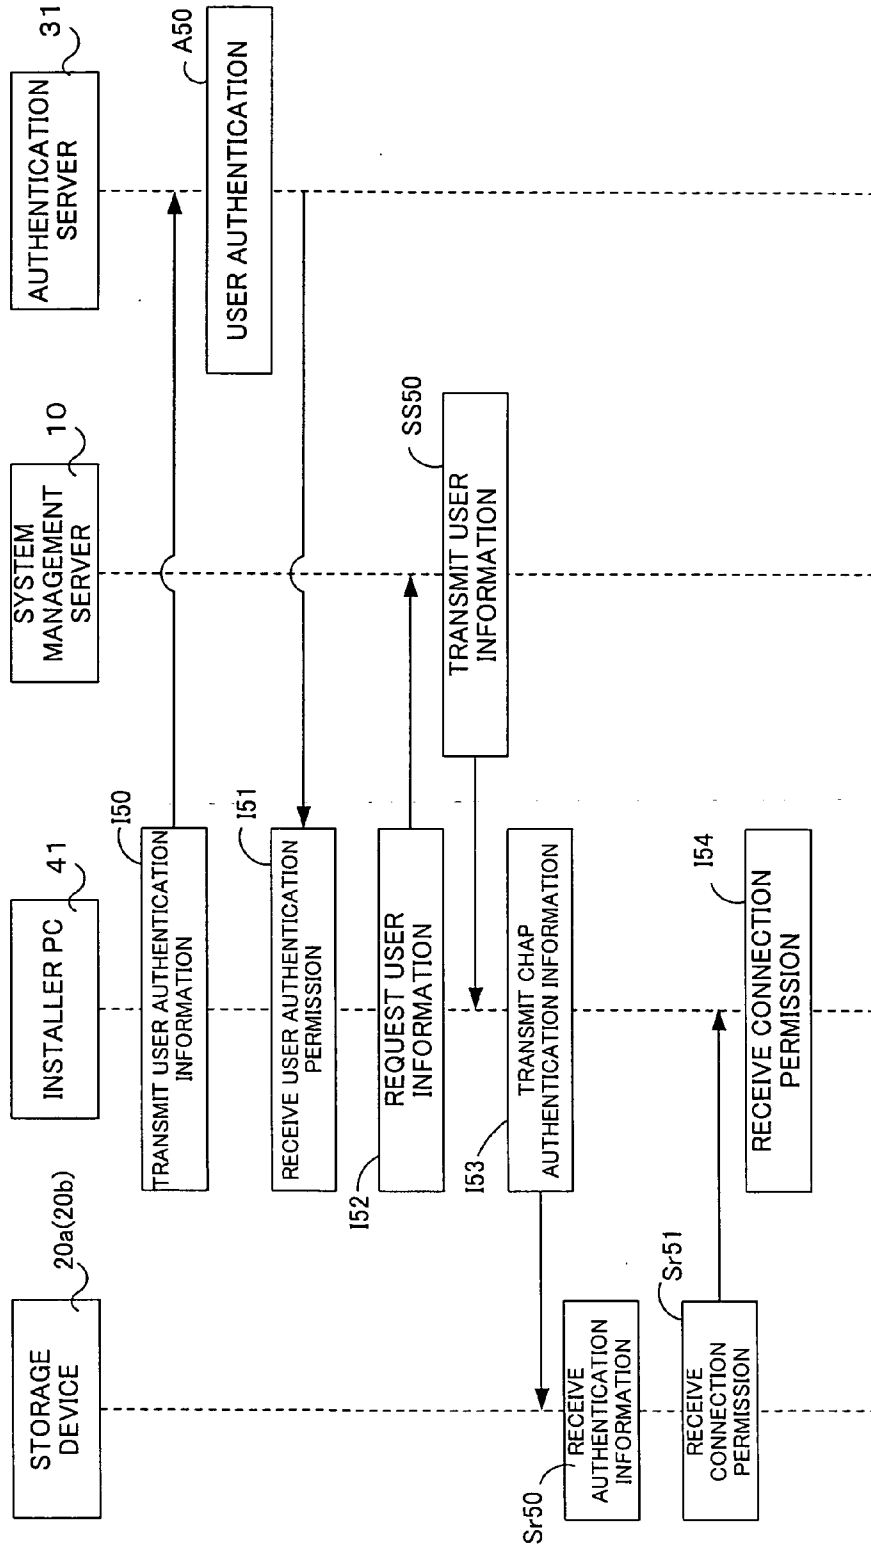 STORAGE
DEVICE
20a(20b)
INSTALLER PC
41
SYSTEM
MANAGEMENT
SERVER
10
AUTHENTICATION
SERVER
31
TRANSMIT USER AUTHENTICATION
INFORMATION
I50
USER AUTHENTICATION
A50
RECEIVE USER AUTHENTICATION
PERMISSION
I51
REQUEST USER
INFORMATION
I52
TRANSMIT USER
INFORMATION
SS50
TRANSMIT CHAP
AUTHENTICATION INFORMATION
I53
RECEIVE
AUTHENTICATION
INFORMATION
Sr50
RECEIVE
CONNECTION
PERMISSION
Sr51
RECEIVE CONNECTION
PERMISSION
I54